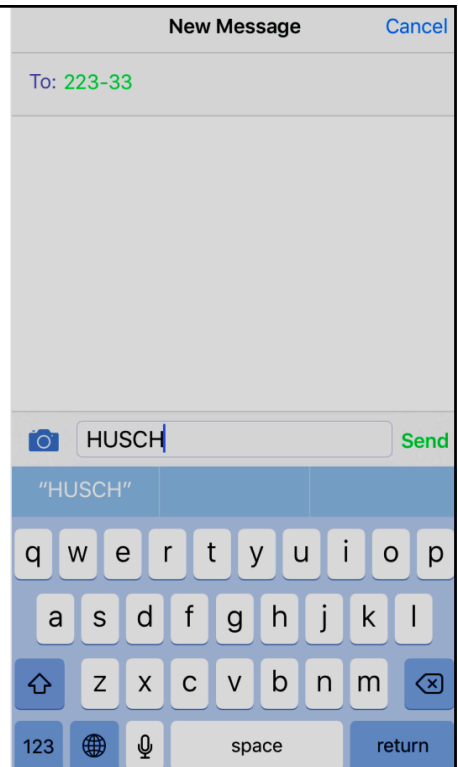 New Message Cancel
To: 223-33
HUSCH Send
“HUSCH”
q w e r t y u i o p
a s d f g h j k l
z x c v b n m
123 space return